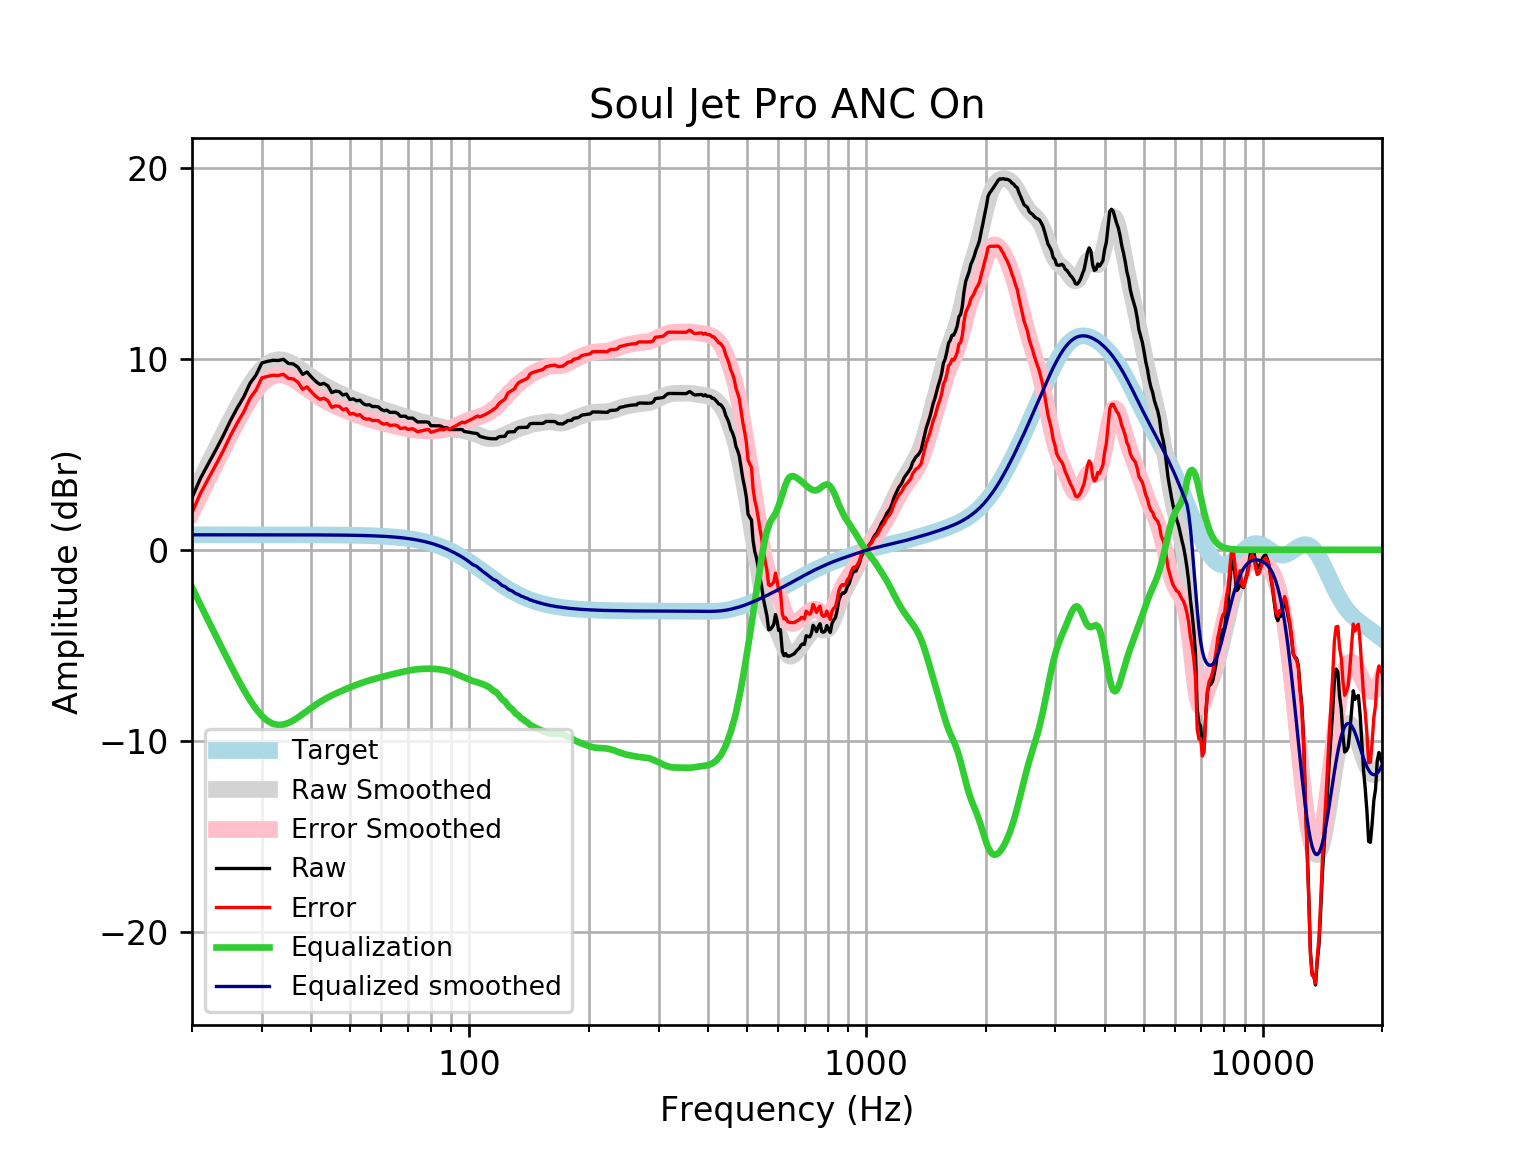 Soul Jet Pro ANC On
20
10
0
−10
−20
Amplitude (dBr)
Target
Raw Smoothed
Error Smoothed
Raw
Error
Equalization
Equalized smoothed
100
1000
10000
Frequency (Hz)